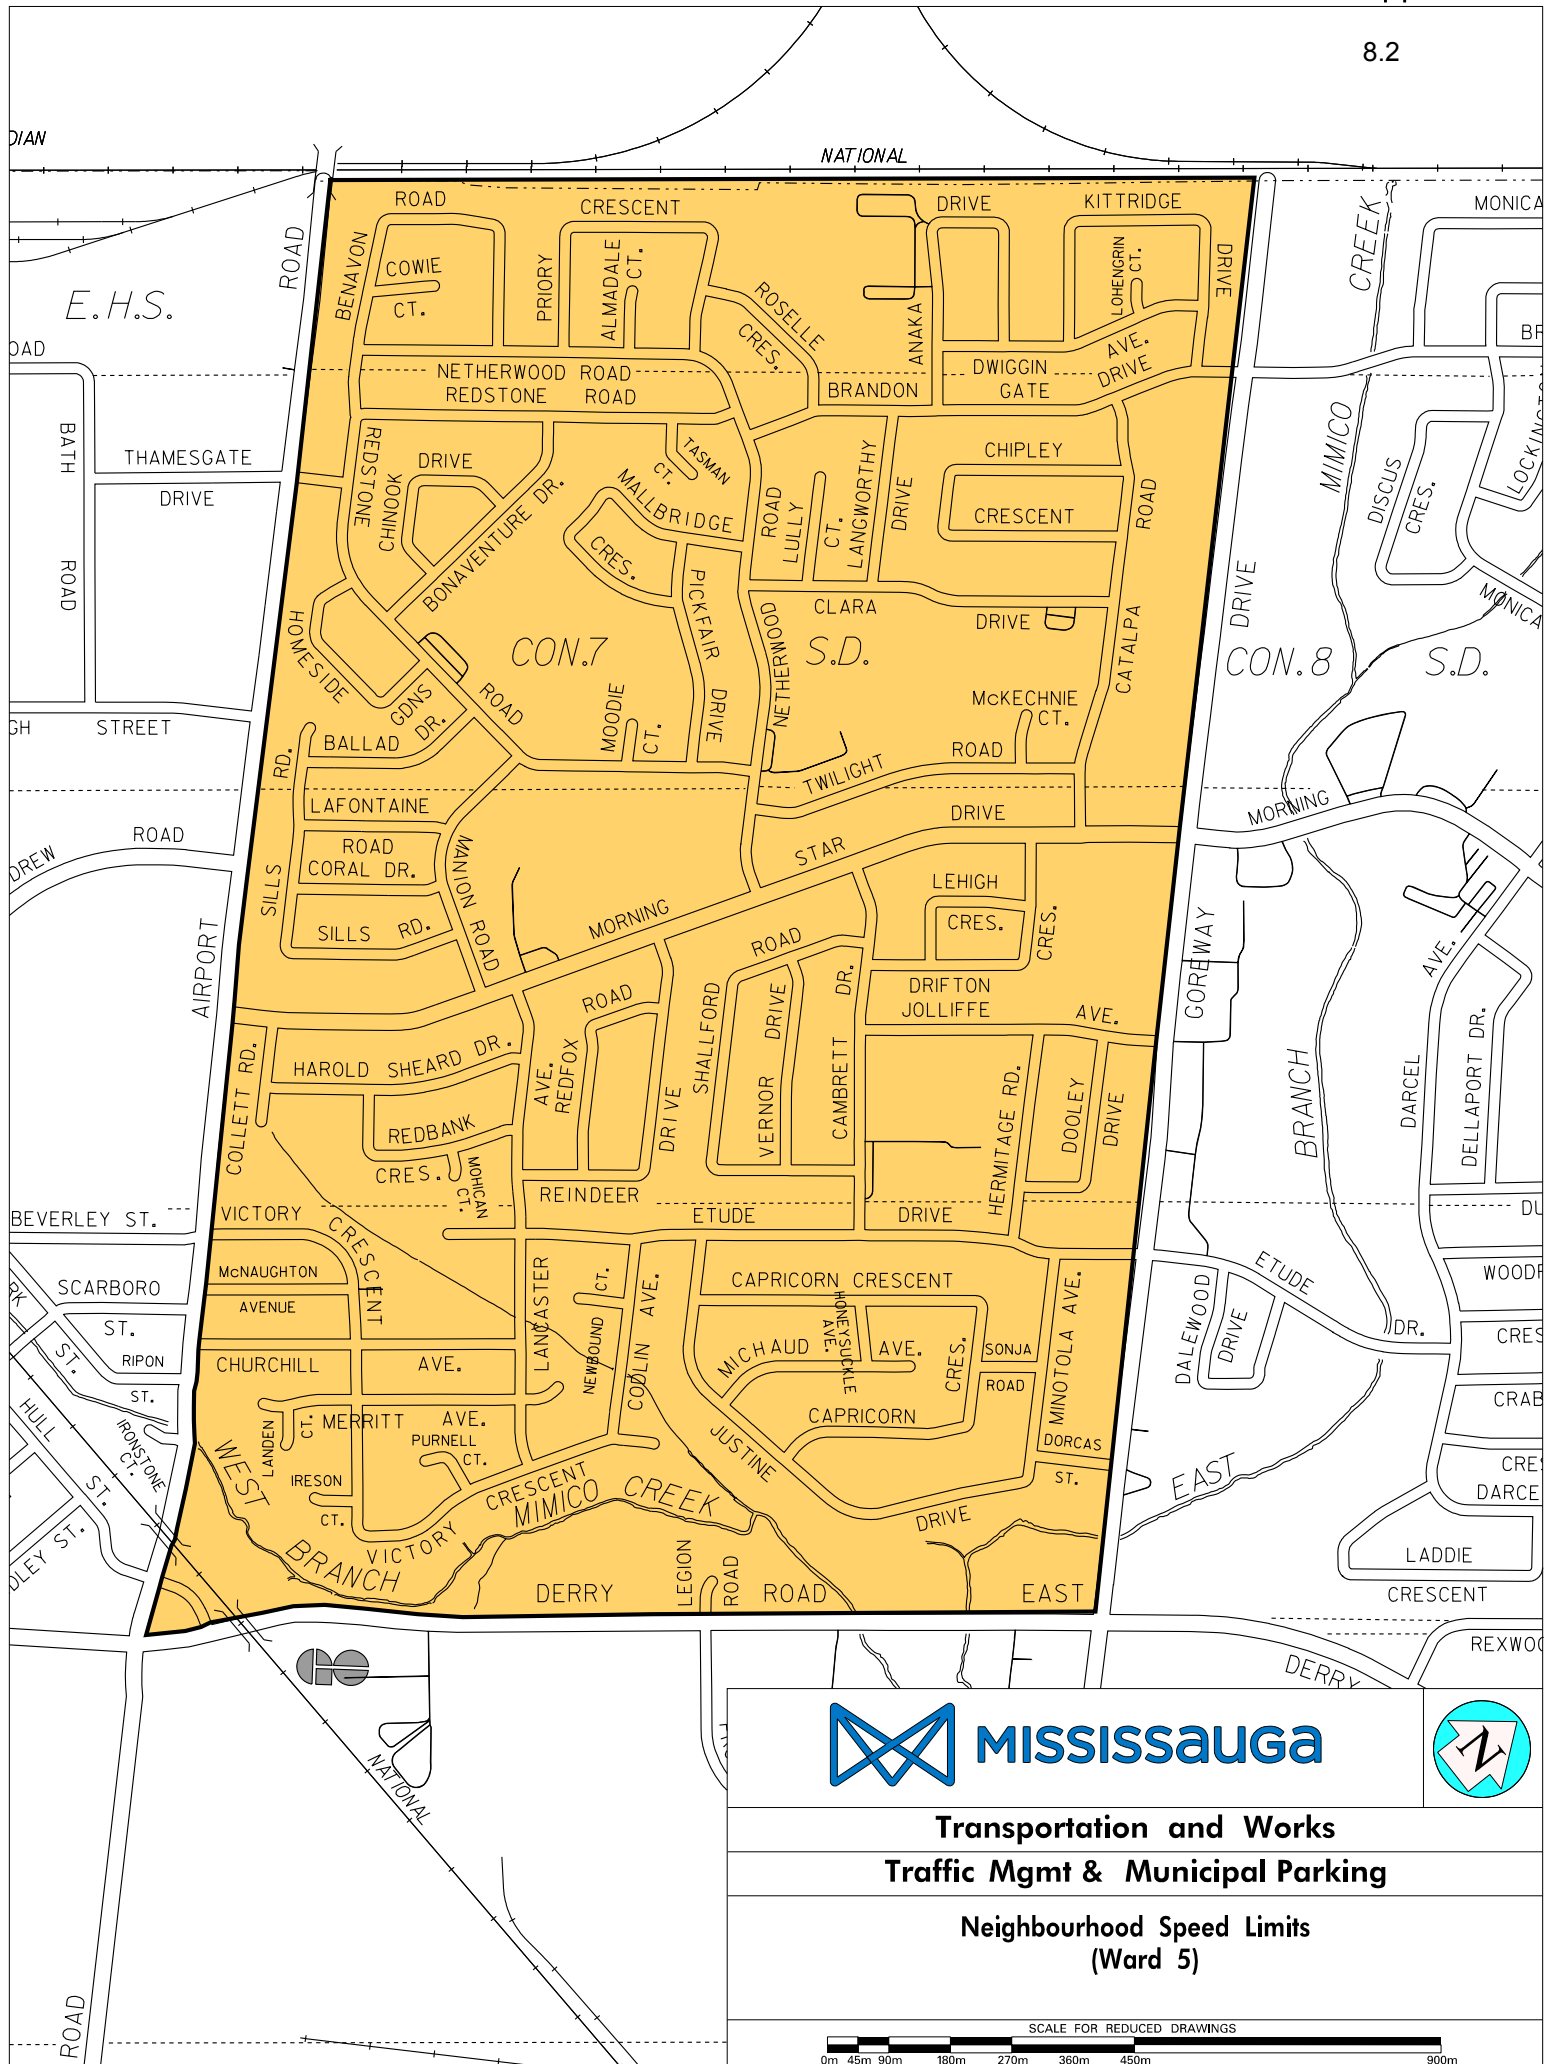 8.2
NATIONAL
ROAD
CRESCENT
DRIVE
KITTRIDGE
MONICA
CREEK
ROAD
BENAVON
COWIE
CT.
PRIORY
ALMADALE
CT.
ROSELLE
CRES.
ANAKA
LOHENGRIN
CT.
DRIVE
E.H.S.
NETHERWOOD ROAD
REDSTONE ROAD
BRANDON
DWIGGIN
GATE
AVE.
DRIVE
BATH
ROAD
THAMESGATE
DRIVE
REDSTONE
CHINOOK
DRIVE
BONAVENTURE DR.
TASMAN
CT.
MALLBRIDGE
CRES.
ROAD
LULLY
CT.
LANGWORTHY
DRIVE
CHIPLEY
CRESCENT
ROAD
MIMICO
DISCUS
CRES.
MONICA
HOMESIDE
GDNS
PICKFAIR
DRIVE
CLARA
DRIVE
CATALPA
DRIVE
CON.7
S.D.
CON.8
S.D.
NETHERWOOD
STREET
RD.
BALLAD
DR.
ROAD
MOODIE
CT.
McKECHNIE
CT.
TWILIGHT
ROAD
LAFONTAINE
ROAD
CORAL DR.
SILLS
SILLS RD.
MANION ROAD
ROAD
MORNING
STAR
DRIVE
MORNING
LEHIGH
CRES.
CRES.
AIRPORT
GOREWAY
AVE.
ROAD
SHALLFORD
VERNOR DRIVE
CAMBRETT
DR.
DRIFTON
JOLLIFFE
AVE.
COLLETT RD.
HAROLD SHEARD DR.
AVE.
REDFOX
ROAD
DRIVE
REDBANK
CRES.
MOHICAN
CT.
REINDEER
HERMITAGE RD.
DOOLEY
DRIVE
BRANCH
DARCEL
DELLAPORT DR.
BEVERLEY ST.
VICTORY
CRESCENT
ETUDE
DRIVE
McNAUGHTON
AVENUE
SCARBORO
ST.
ST.
RIPON
ST.
LANCASTER
CT.
NEWBOUND
CODLIN AVE.
CAPRICORN CRESCENT
HONEYSUCKLE
AVE.
MICHAUD
AVE.
CRES.
SONJA
ROAD
MINOTOLA AVE.
DALEWOOD
DRIVE
ETUDE
DR.
CHURCHILL
AVE.
HULL
ST.
IRONSTONE
CT.
LANDEN
CT.
MERRITT
AVE.
PURNELL
CT.
CAPRICORN
JUSTINE
DRIVE
DORCAS
ST.
WEST
IRESON
CT.
CRESCENT
VICTORY
MIMICO
CREEK
EAST
BRANCH
LEGION
ROAD
DERRY
ROAD
EAST
LADDIE
CRESCENT
DERRY
NATIONAL
ROAD
MISSISSAUGA
N
Transportation and Works
Traffic Mgmt & Municipal Parking
Neighbourhood Speed Limits
(Ward 5)
SCALE FOR REDUCED DRAWINGS
0m 45m 90m 180m 270m 360m 450m 900m